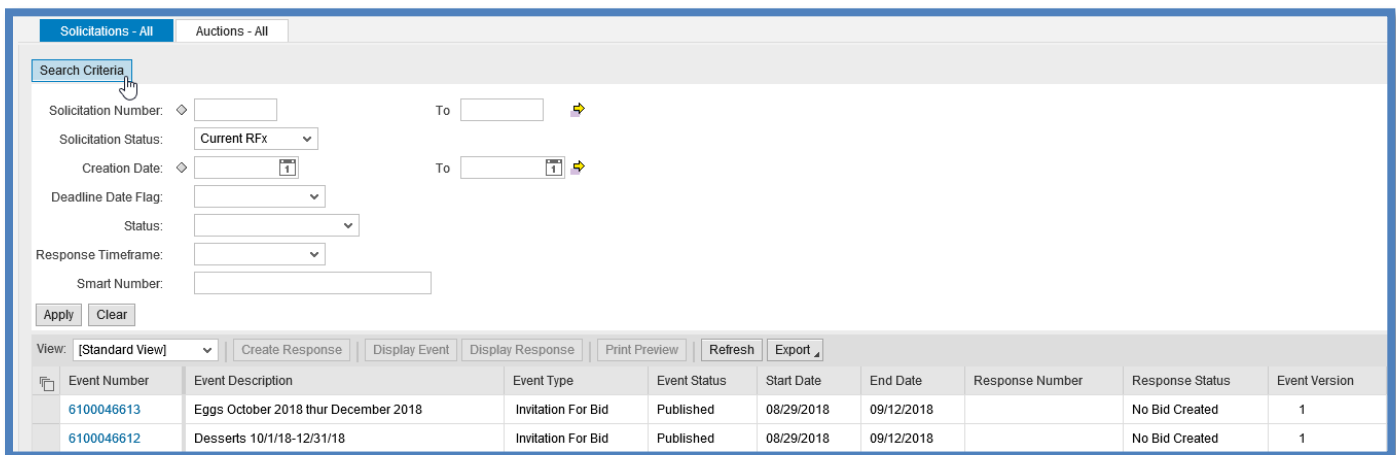 Solicitations - All Auctions - All
Search Criteria
Solicitation Number: To
Solicitation Status: Current RFx
Creation Date: 1 To 1
Deadline Date Flag:
Status:
Response Timeframe:
Smart Number:
Apply Clear
View: [Standard View] Create Response Display Event Display Response Print Preview Refresh Export
Event Number Event Description Event Type Event Status Start Date End Date Response Number Response Status Event Version
6100046613 Eggs October 2018 thur December 2018 Invitation For Bid Published 08/29/2018 09/12/2018 No Bid Created 1
6100046612 Desserts 10/1/18-12/31/18 Invitation For Bid Published 08/29/2018 09/12/2018 No Bid Created 1